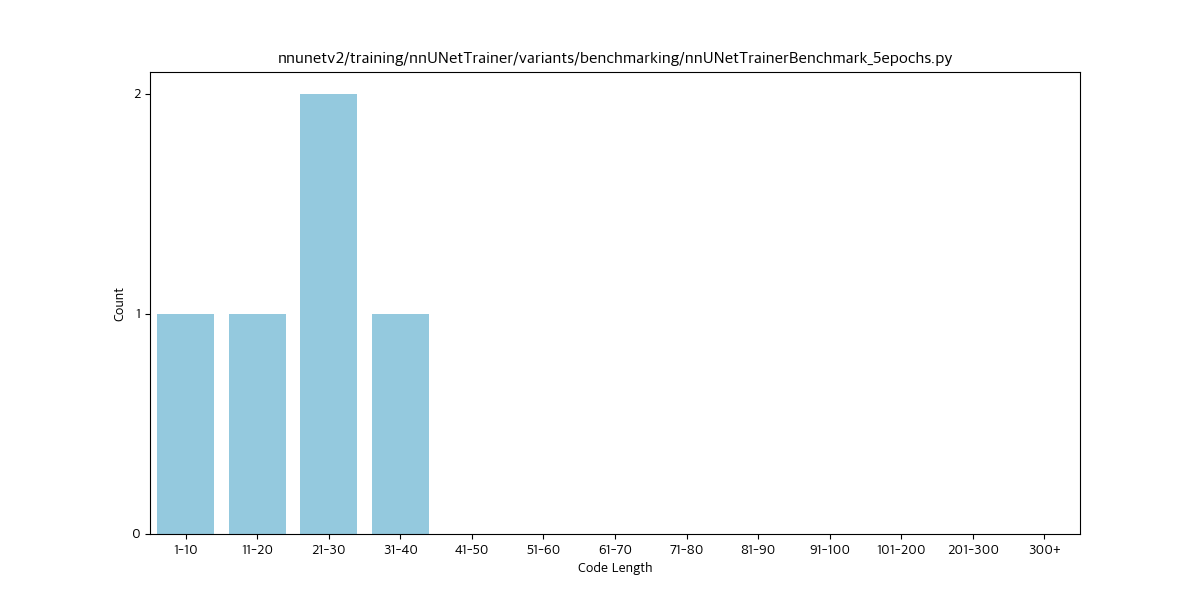 nnunetv2/training/nnUNetTrainer/variants/benchmarking/nnUNetTrainerBenchmark_5epochs.py
2
1
0
Count
1-10 11-20 21-30 31-40 41-50 51-60 61-70 71-80 81-90 91-100 101-200 201-300 300+
Code Length